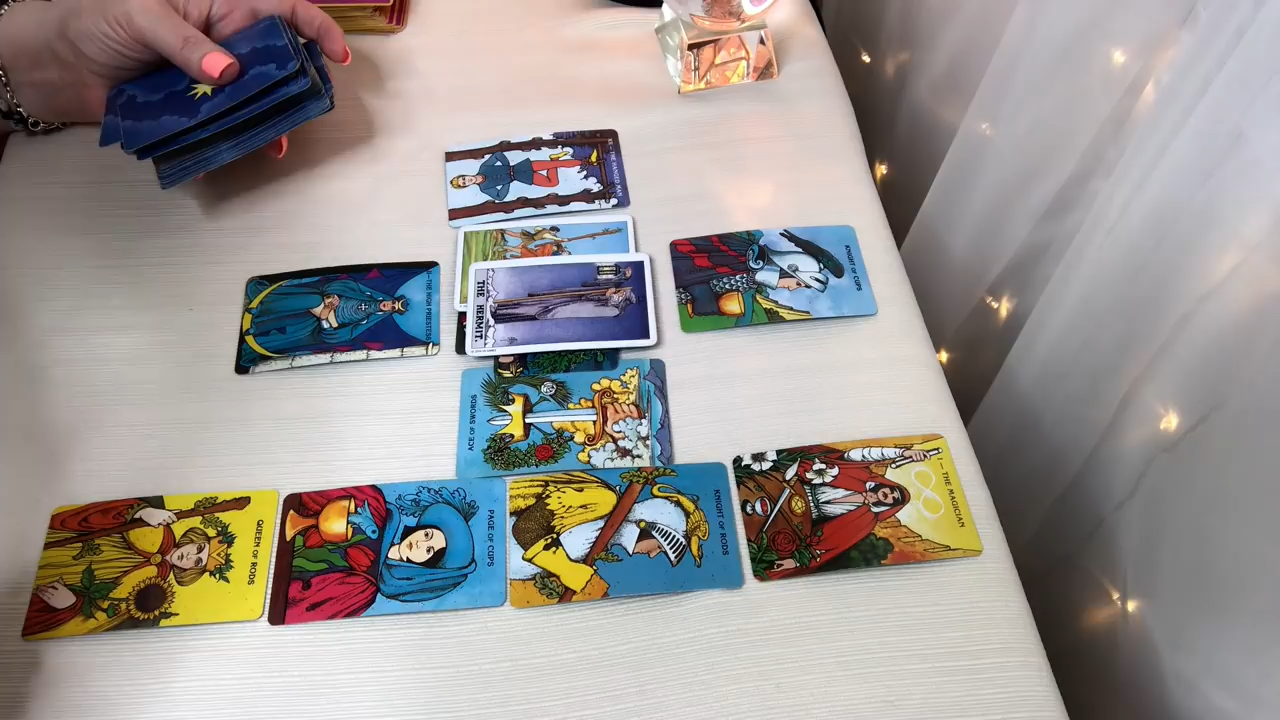 XII — THE HANGED MAN
KNIGHT OF CUPS
II — THE HIGH PRIESTESS
THE HERMIT.
ACE OF SWORDS
QUEEN OF RODS
PAGE OF CUPS
KNIGHT OF RODS
I — THE MAGICIAN